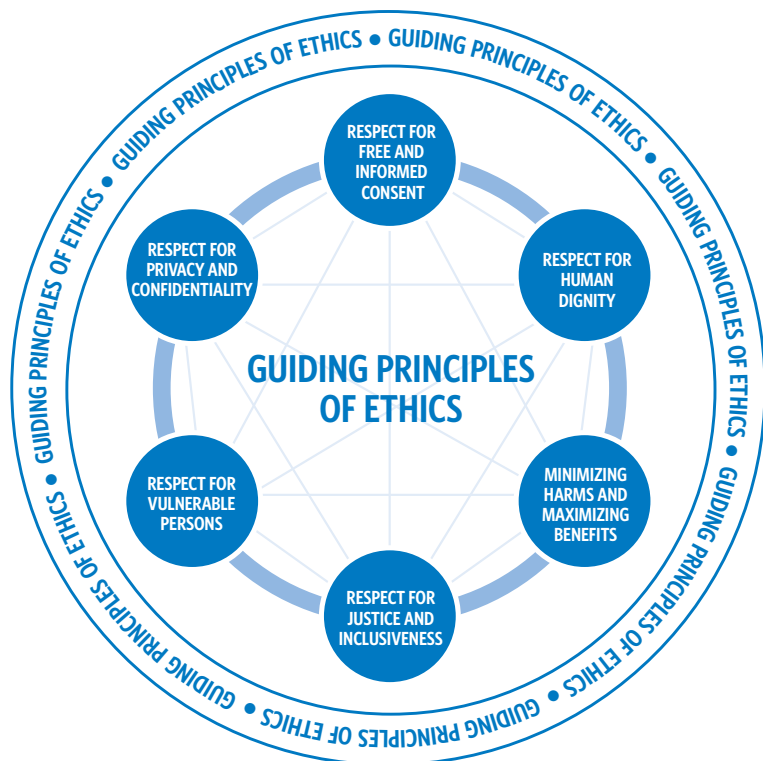 GUIDING PRINCIPLES OF ETHICS • GUIDING PRINCIPLES OF ETHICS • GUIDING PRINCIPLES OF ETHICS • GUIDING PRINCIPLES OF ETHICS • GUIDING PRINCIPLES OF ETHICS • GUIDING PRINCIPLES OF ETHICS • GUIDING PRINCIPLES OF ETHICS •
RESPECT FOR
FREE AND
INFORMED
CONSENT
RESPECT FOR
HUMAN
DIGNITY
MINIMIZING
HARMS AND
MAXIMIZING
BENEFITS
RESPECT FOR
JUSTICE AND
INCLUSIVENESS
RESPECT FOR
VULNERABLE
PERSONS
RESPECT FOR
PRIVACY AND
CONFIDENTIALITY
GUIDING PRINCIPLES
OF ETHICS